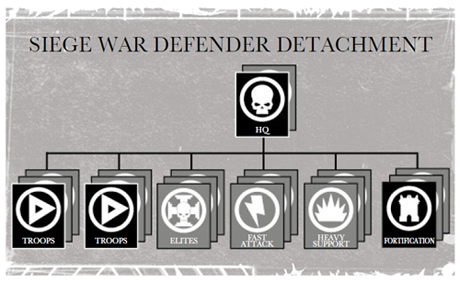 SIEGE WAR DEFENDER DETACHMENT
HQ
TROOPS
TROOPS
ELITES
FAST
ATTACK
HEAVY
SUPPORT
FORTIFICATION